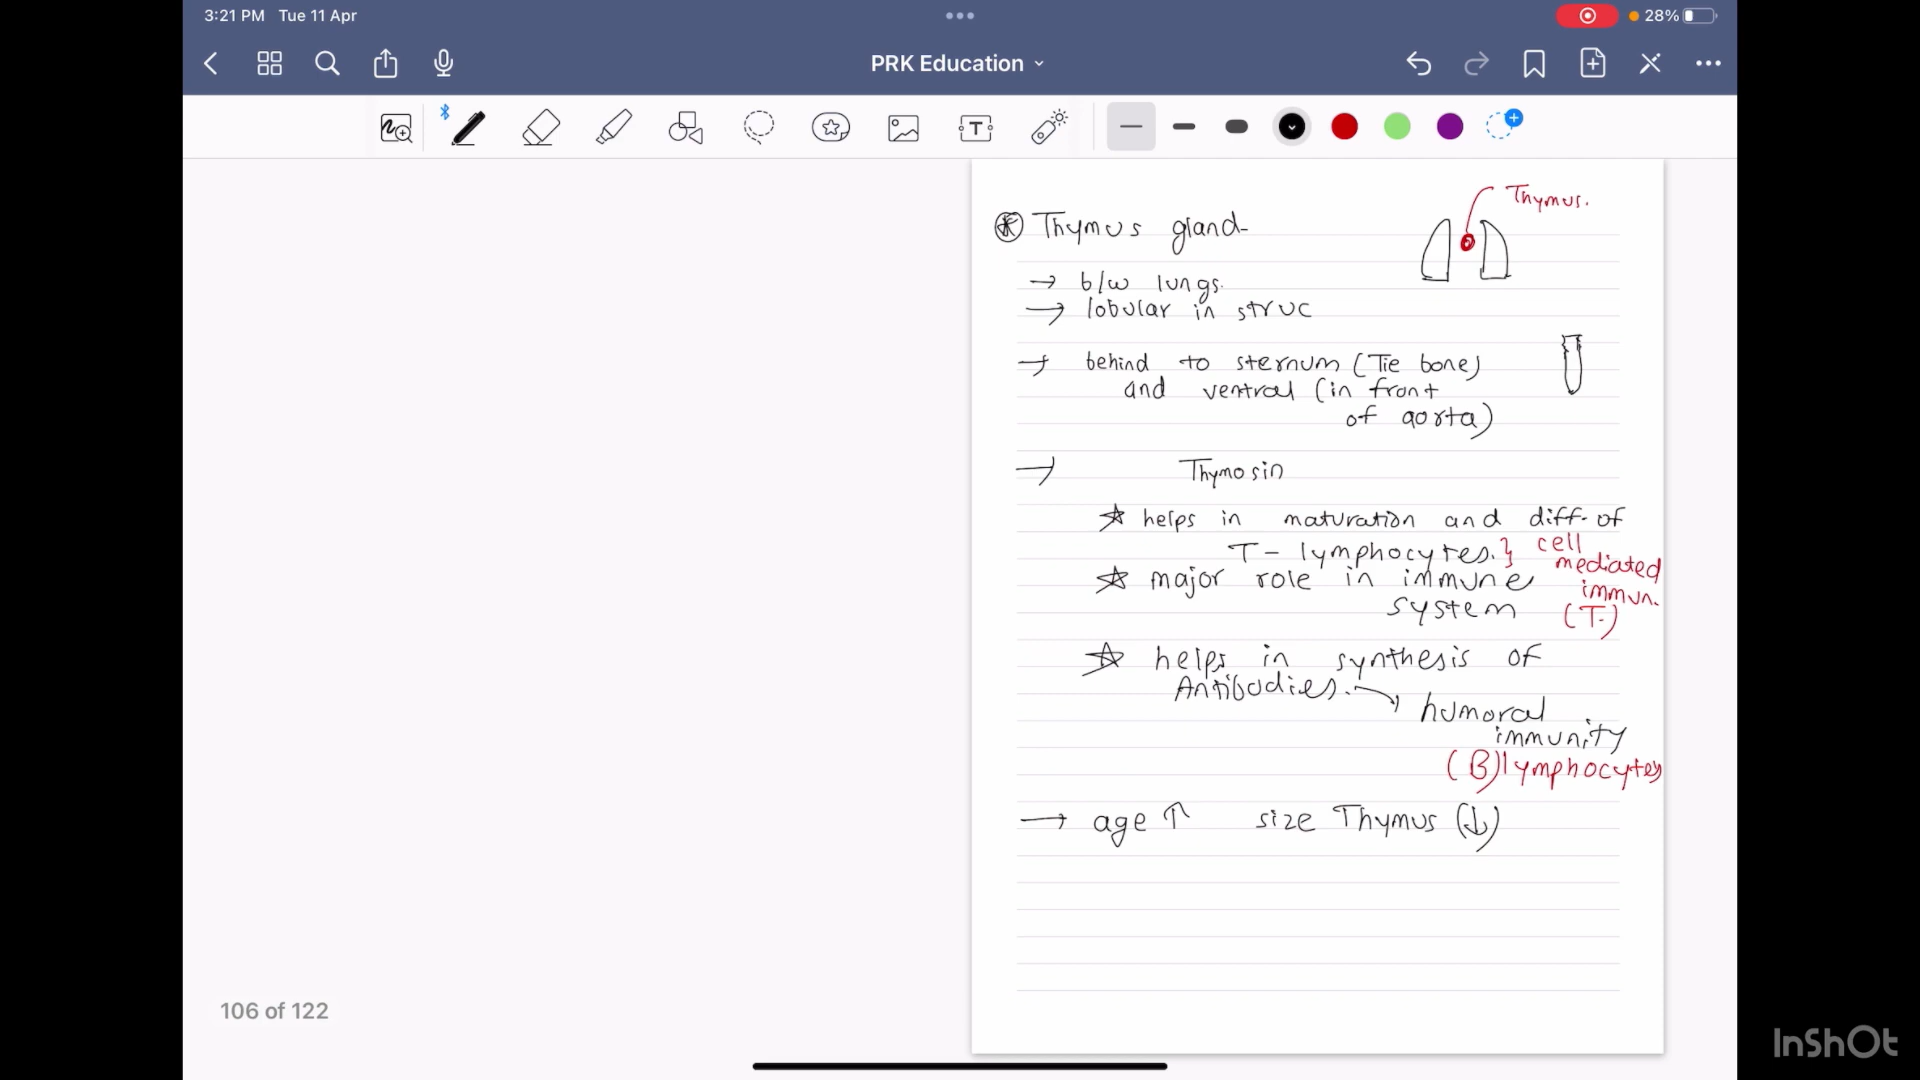 3:21 PM Tue 11 Apr
28%
PRK Education
T
Thymus.
Thymus gland-
→ b/w lungs.
→ lobular in struc
→ behind to sternum (Tie bone)
and ventral (in front
of aorta)
→ Thymosin
☆ helps in maturation and diff. of
T- lymphocytes.} cell
mediated
immun.
(T-)
☆ major role in immune
system
☆ helps in synthesis of
Antibodies. → humoral
immunity
(B) lymphocytes
→ age ↑ size Thymus (↓)
106 of 122
InShOt